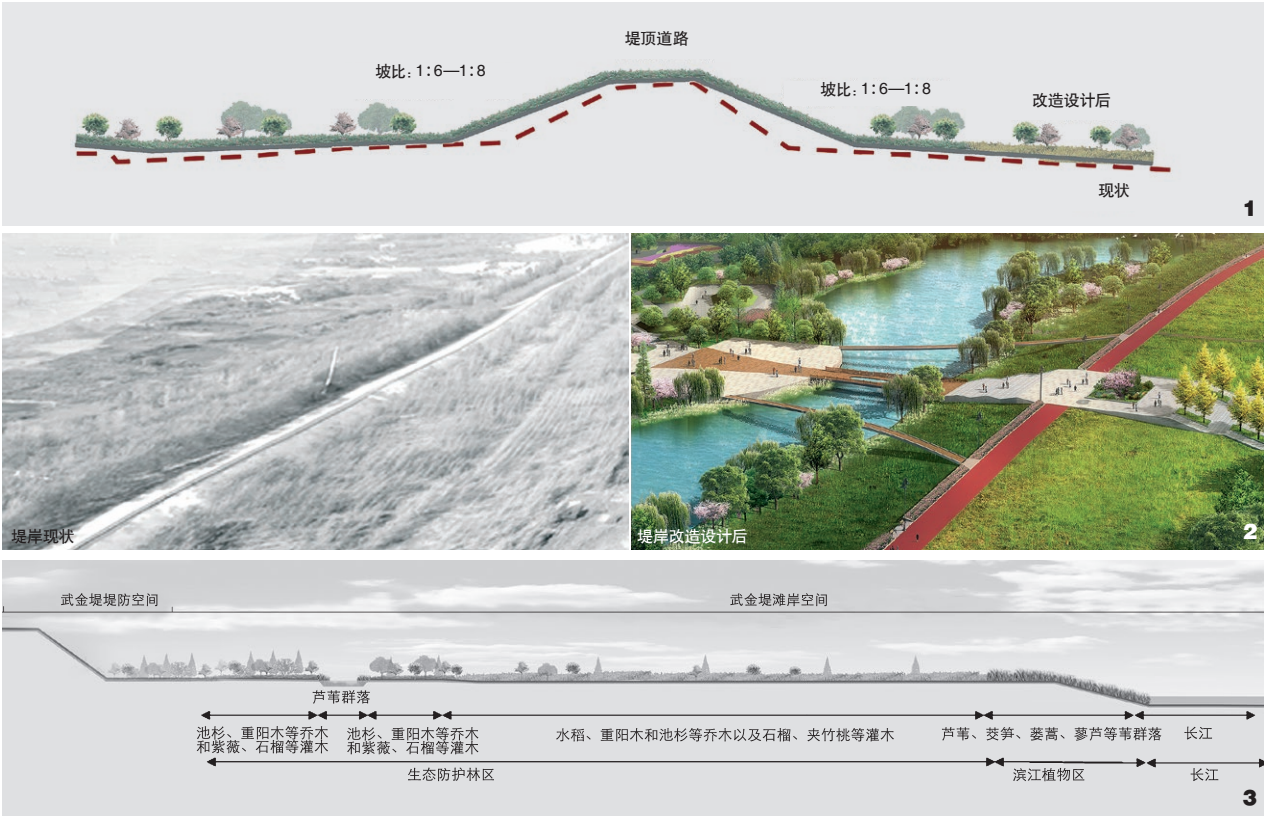 堤顶道路
坡比：1：6—1：8
坡比：1：6—1：8
改造设计后
现状
1
堤岸现状
堤岸改造设计后
2
武金堤堤防空间
武金堤滩岸空间
芦苇群落
池杉、重阳木等乔木
和紫薇、石榴等灌木
池杉、重阳木等乔木
和紫薇、石榴等灌木
水稻、重阳木和池杉等乔木以及石榴、夹竹桃等灌木
芦苇、茭笋、蒌蒿、蓼芦等苇群落
长江
生态防护林区
滨江植物区
长江
3